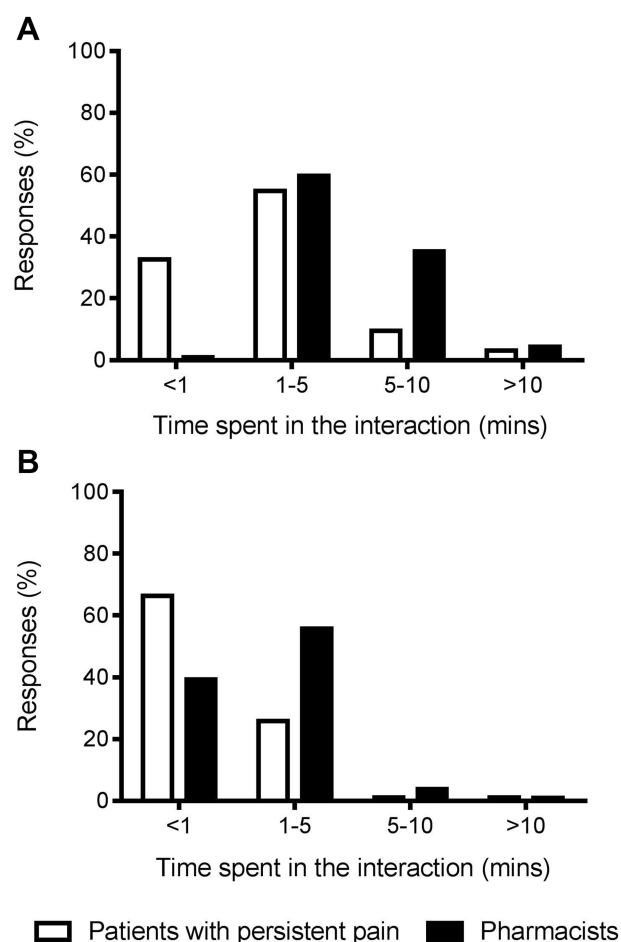 A
100
80
60
40
20
0
Responses (%)
<1 1-5 5-10 >10
Time spent in the interaction (mins)
B
100
80
60
40
20
0
Responses (%)
<1 1-5 5-10 >10
Time spent in the interaction (mins)
Patients with persistent pain Pharmacists